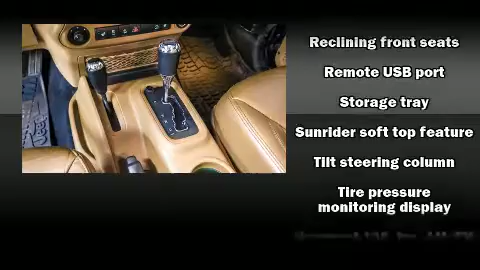 Reclining front seats
Remote USB port
Storage tray
Sunrider soft top feature
Tilt steering column
Tire pressure
monitoring display
Jeep